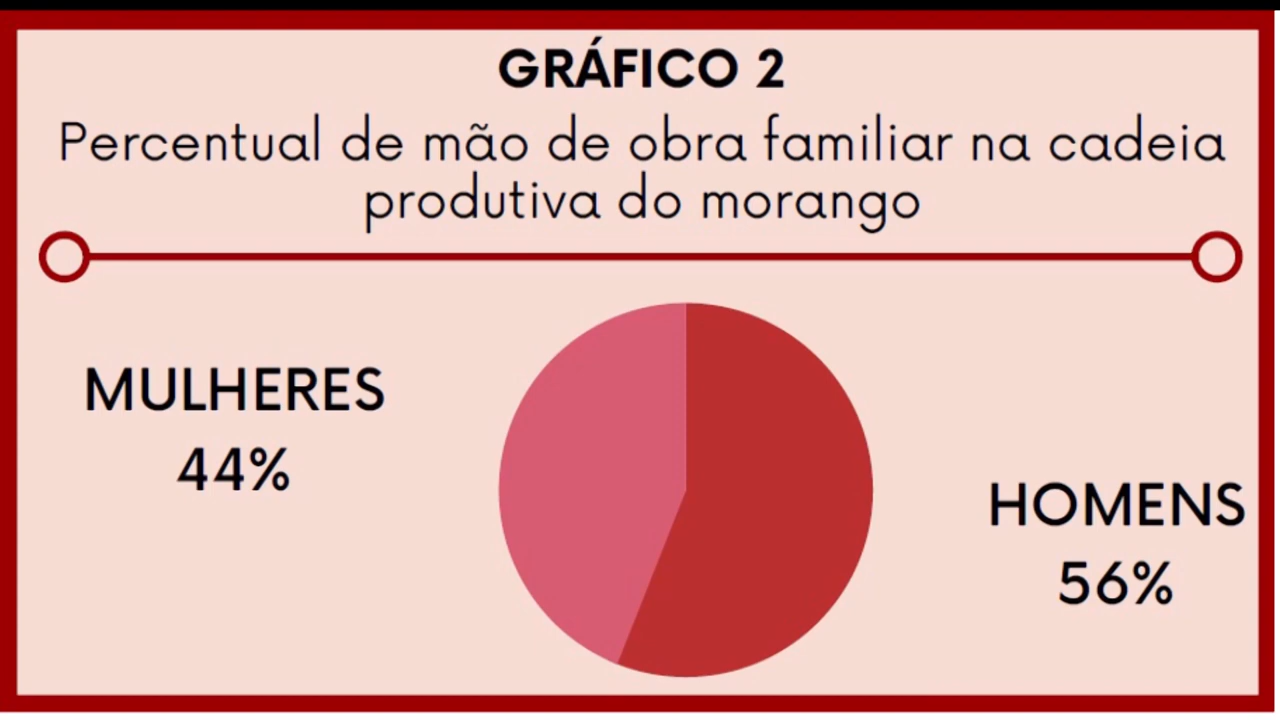 GRÁFICO 2
Percentual de mão de obra familiar na cadeia
produtiva do morango
MULHERES
44%
HOMENS
56%